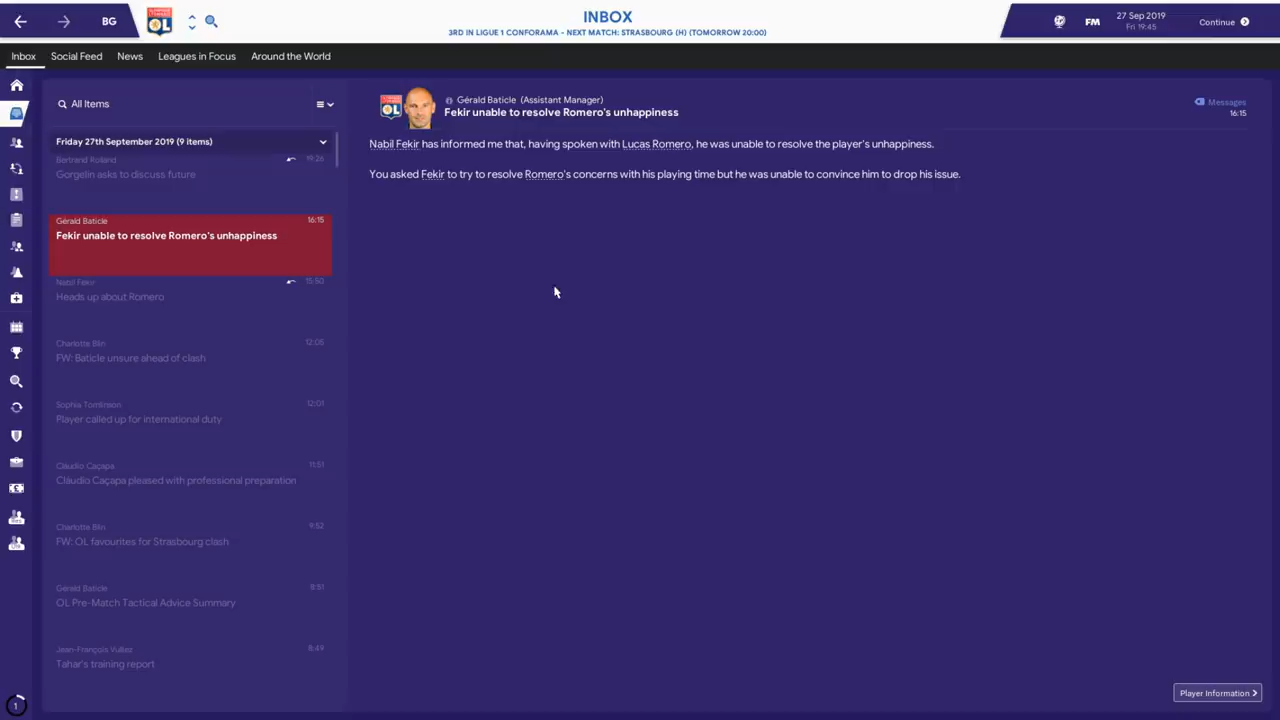 BG
INBOX
3RD IN LIGUE 1 CONFORAMA - NEXT MATCH: STRASBOURG (H) (TOMORROW 20:00)
FM
27 Sep 2019
Fri 19:45
Continue
Inbox
Social Feed
News
Leagues in Focus
Around the World
All Items
Friday 27th September 2019 (9 items)
Bertrand Rolland
19:26
Gorgelin asks to discuss future
Gérald Baticle
16:15
Fekir unable to resolve Romero's unhappiness
Nabil Fekir
15:50
Heads up about Romero
Charlotte Blin
12:05
FW: Baticle unsure ahead of clash
Sophia Tomlinson
12:01
Player called up for international duty
Cláudio Caçapa
11:51
Cláudio Caçapa pleased with professional preparation
Charlotte Blin
9:52
FW: OL favourites for Strasbourg clash
Gérald Baticle
8:51
OL Pre-Match Tactical Advice Summary
Jean-François Vulliez
8:49
Tahar's training report
Gérald Baticle (Assistant Manager)
Fekir unable to resolve Romero's unhappiness
Messages
16:15
Nabil Fekir has informed me that, having spoken with Lucas Romero, he was unable to resolve the player's unhappiness.
You asked Fekir to try to resolve Romero's concerns with his playing time but he was unable to convince him to drop his issue.
Player Information
1